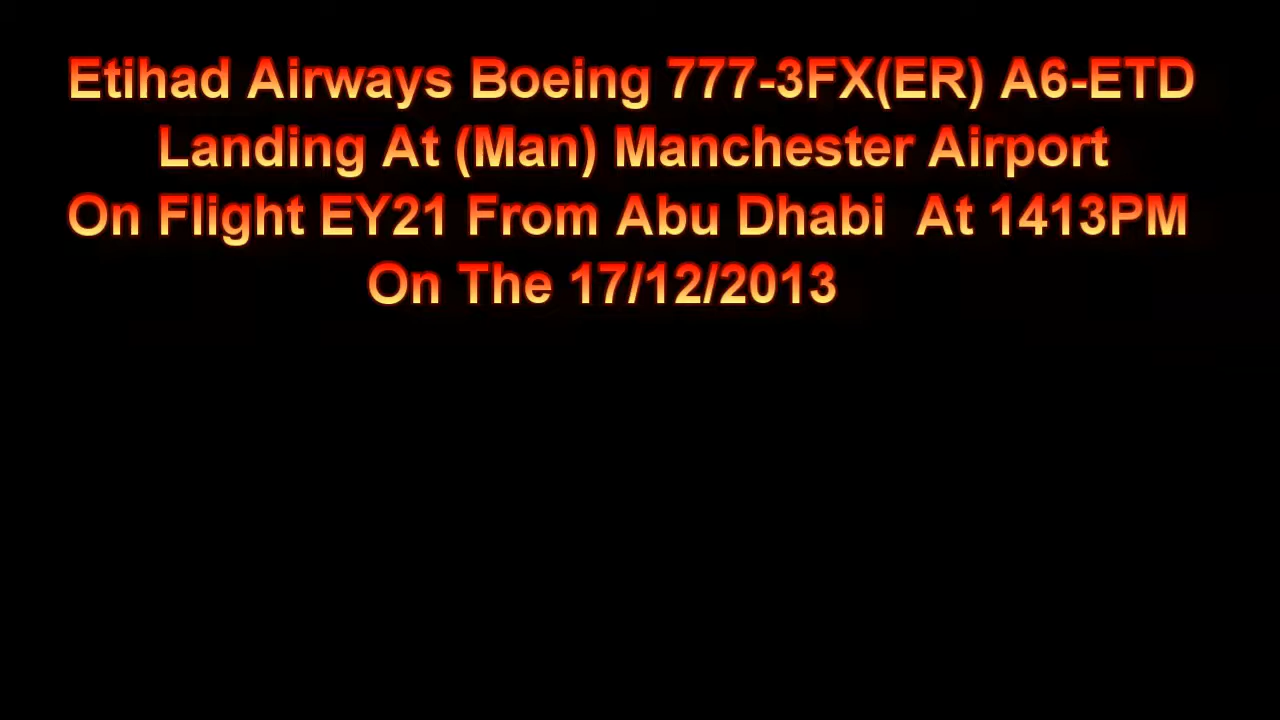 Etihad Airways Boeing 777-3FX(ER) A6-ETD
Landing At (Man) Manchester Airport
On Flight EY21 From Abu Dhabi At 1413PM
On The 17/12/2013